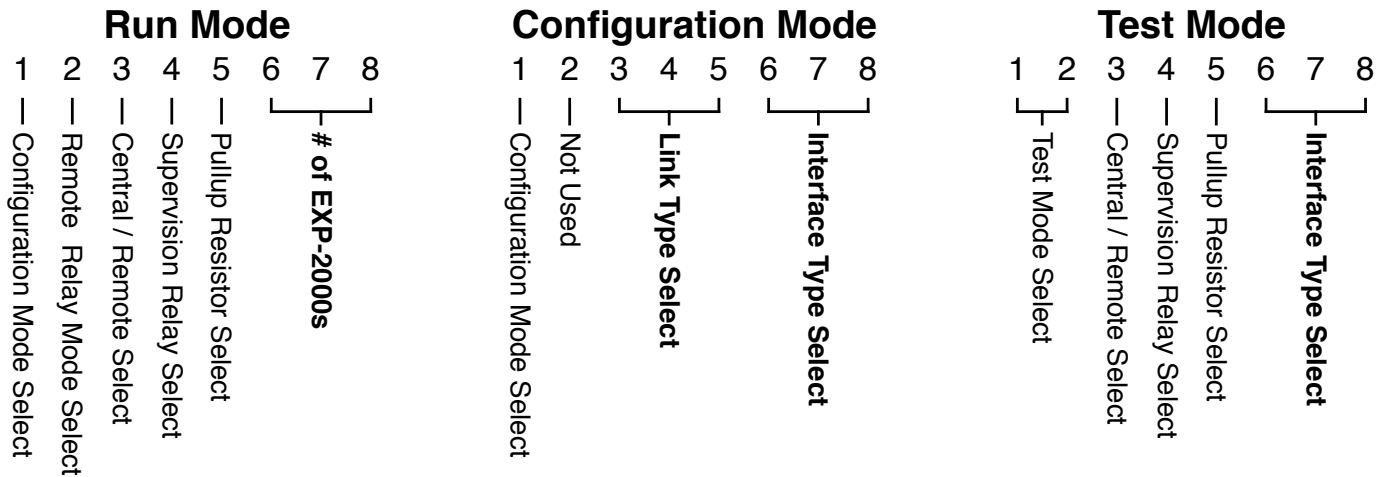 Run Mode
1 2 3 4 5 6 7 8
Configuration Mode Select
Remote Relay Mode Select
Central / Remote Select
Supervision Relay Select
Pullup Resistor Select
# of EXP-2000s
Configuration Mode
1 2 3 4 5 6 7 8
Configuration Mode Select
Not Used
Link Type Select
Interface Type Select
Test Mode
1 2 3 4 5 6 7 8
Test Mode Select
Central / Remote Select
Supervision Relay Select
Pullup Resistor Select
Interface Type Select